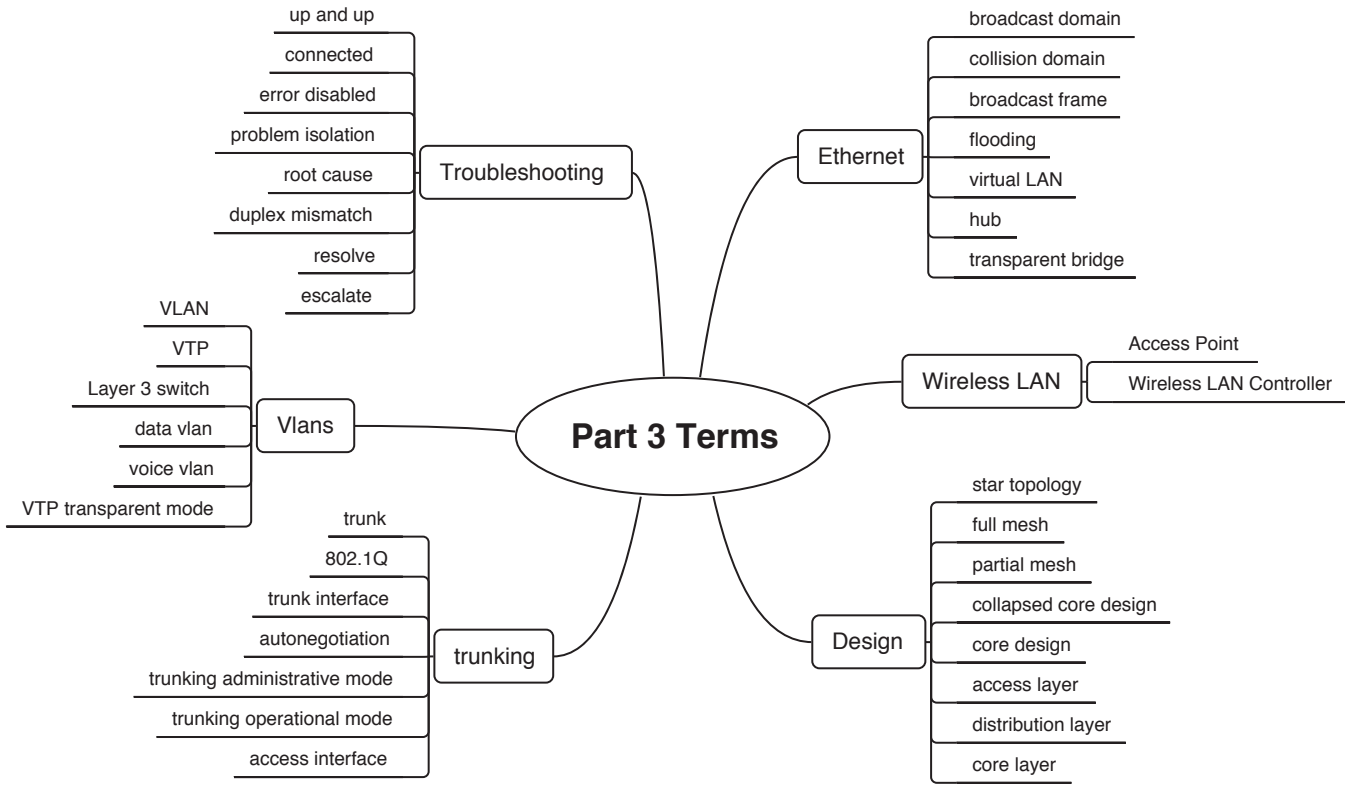 Part 3 Terms
Troubleshooting
up and up
connected
error disabled
problem isolation
root cause
duplex mismatch
resolve
escalate
Vlans
VLAN
VTP
Layer 3 switch
data vlan
voice vlan
VTP transparent mode
trunking
trunk
802.1Q
trunk interface
autonegotiation
trunking administrative mode
trunking operational mode
access interface
Ethernet
broadcast domain
collision domain
broadcast frame
flooding
virtual LAN
hub
transparent bridge
Wireless LAN
Access Point
Wireless LAN Controller
Design
star topology
full mesh
partial mesh
collapsed core design
core design
access layer
distribution layer
core layer